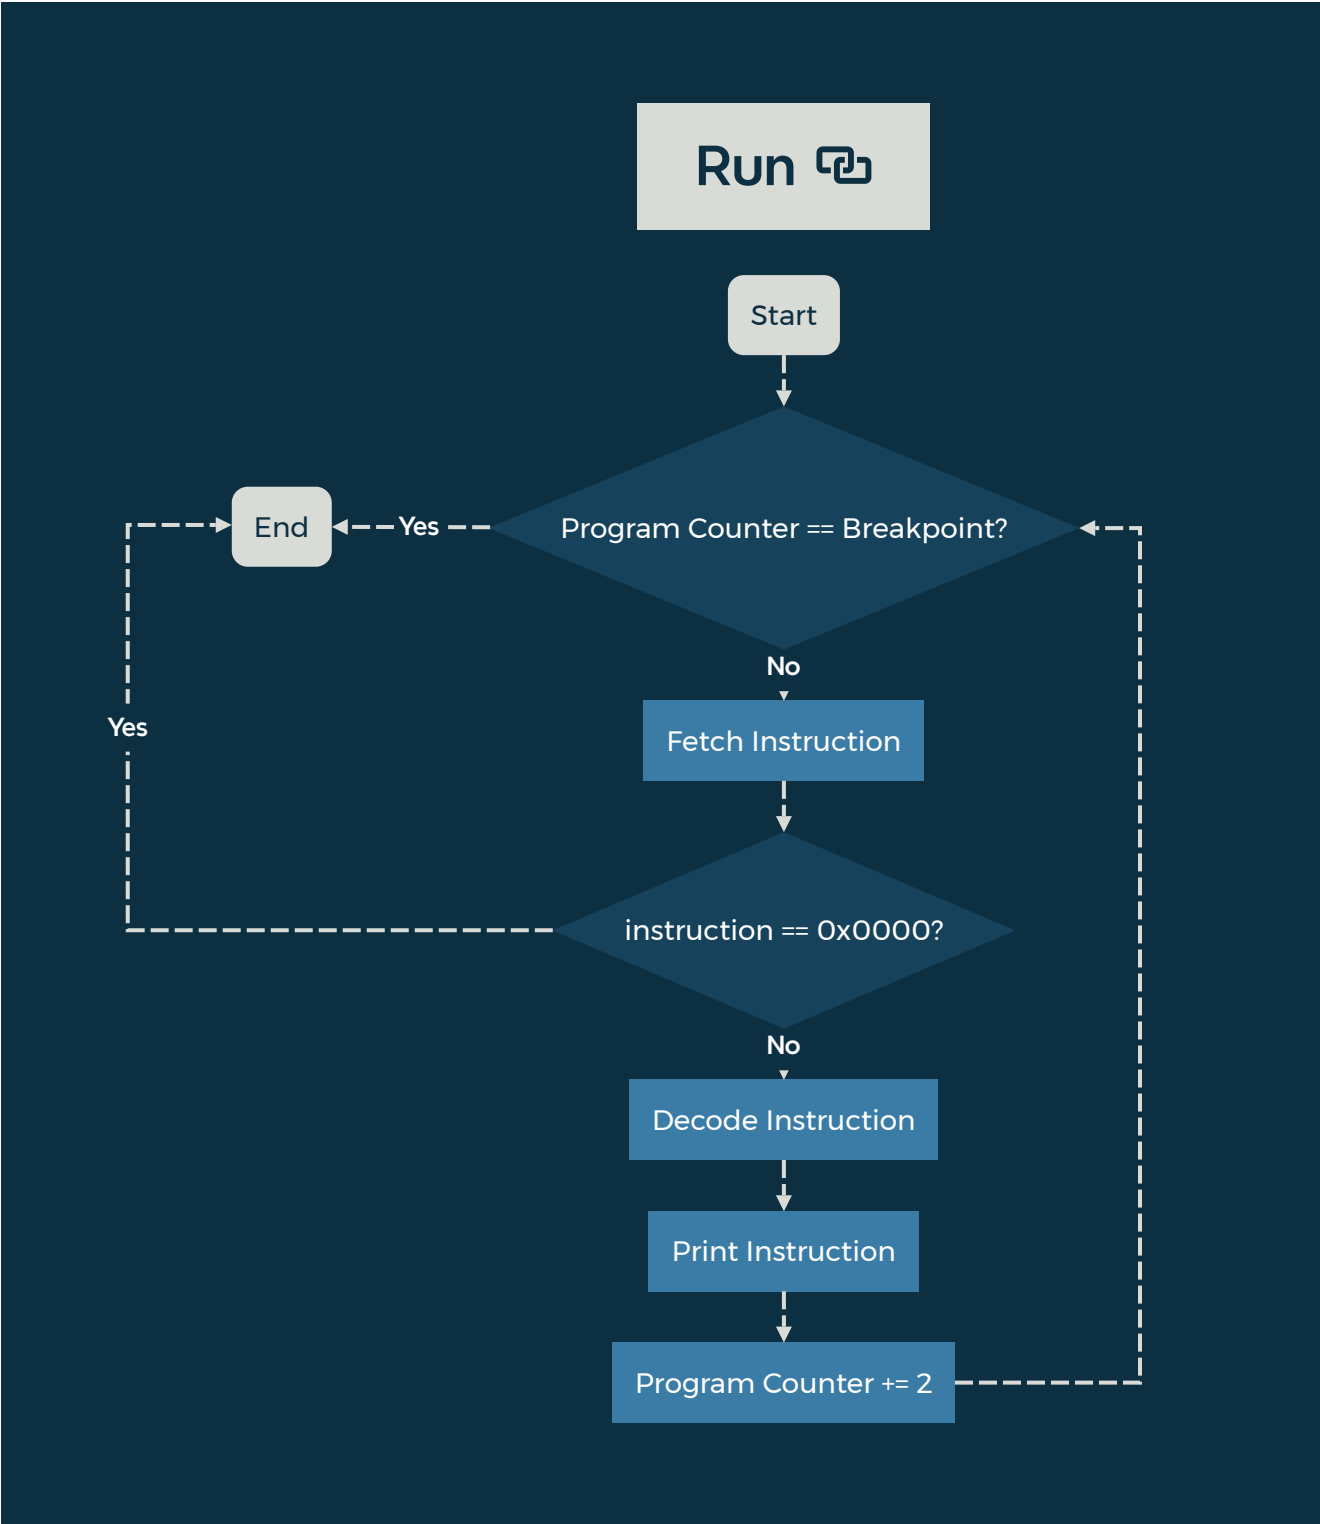 Run
Start
End
Yes
Program Counter == Breakpoint?
No
Yes
Fetch Instruction
instruction == 0x0000?
No
Decode Instruction
Print Instruction
Program Counter += 2